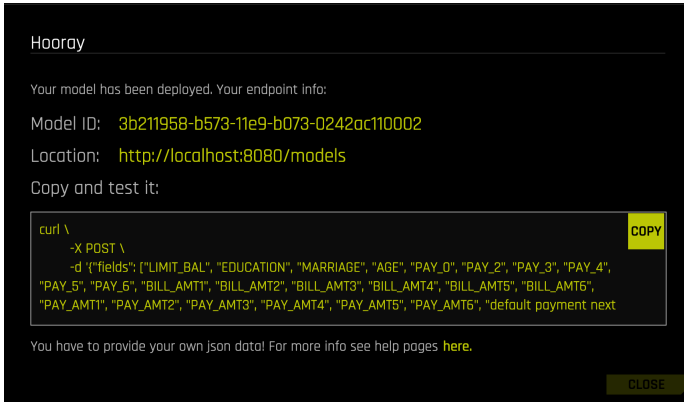 Hooray
Your model has been deployed. Your endpoint info:
Model ID: 3b211958-b573-11e9-b073-0242ac110002
Location: http://localhost:8080/models
Copy and test it:
curl \
COPY
-X POST \
-d '{"fields": ["LIMIT_BAL", "EDUCATION", "MARRIAGE", "AGE", "PAY_0", "PAY_2", "PAY_3", "PAY_4",
"PAY_5", "PAY_6", "BILL_AMT1", "BILL_AMT2", "BILL_AMT3", "BILL_AMT4", "BILL_AMT5", "BILL_AMT6",
"PAY_AMT1", "PAY_AMT2", "PAY_AMT3", "PAY_AMT4", "PAY_AMT5", "PAY_AMT6", "default payment next
You have to provide your own json data! For more info see help pages here.
CLOSE